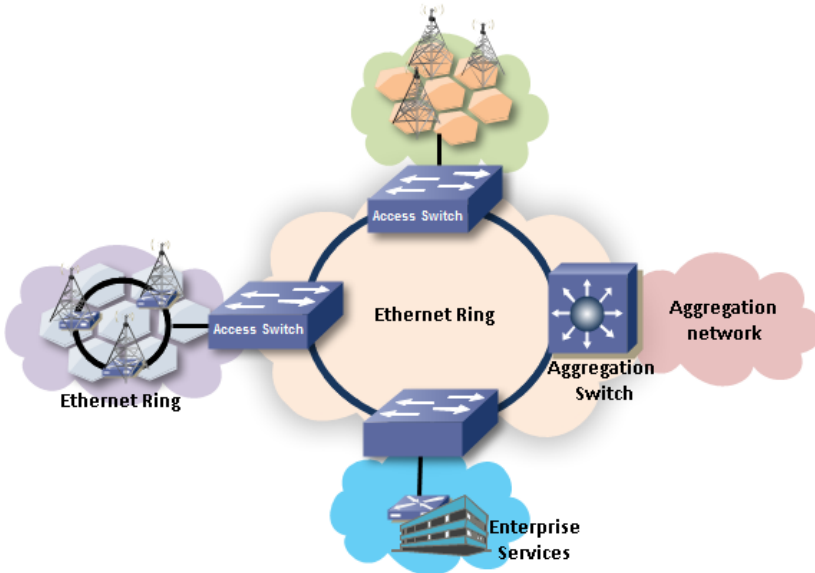 Access Switch
Access Switch
Ethernet Ring
Aggregation
network
Aggregation
Switch
Ethernet Ring
Enterprise
Services